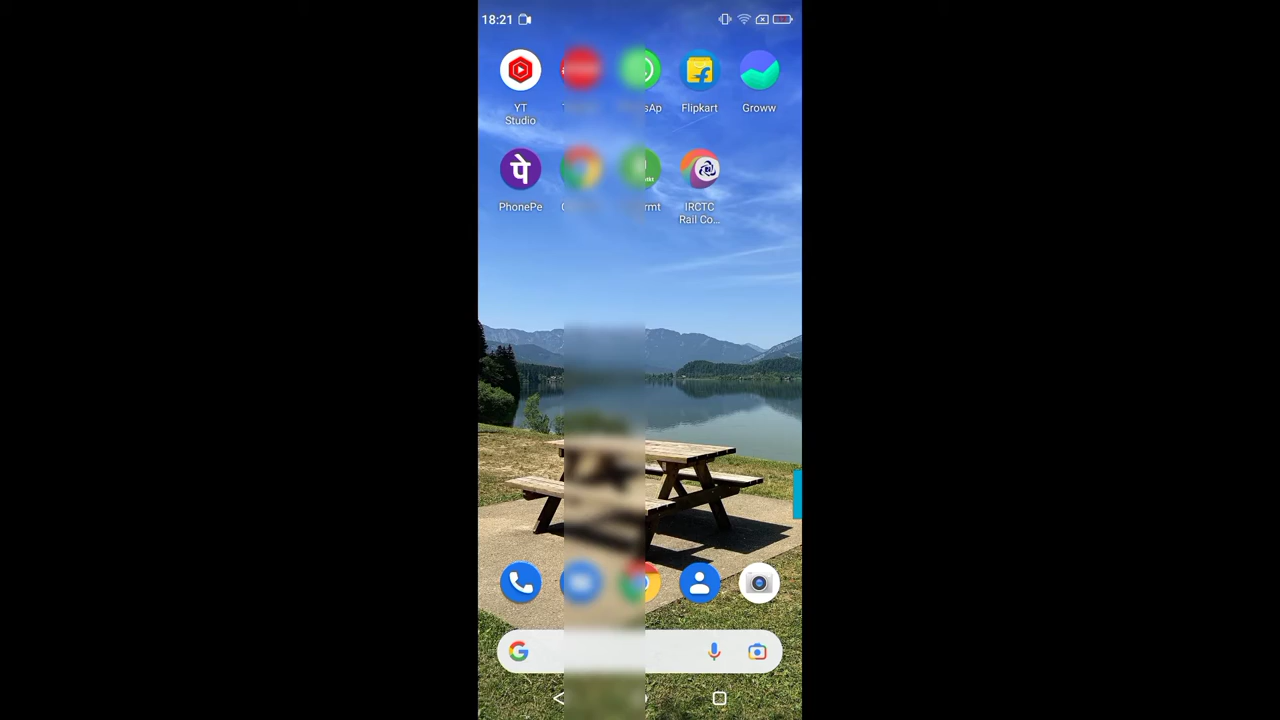 18:21
Flipkart
Groww
YT
Studio
PhonePe
IRCTC
Rail Co...
पे